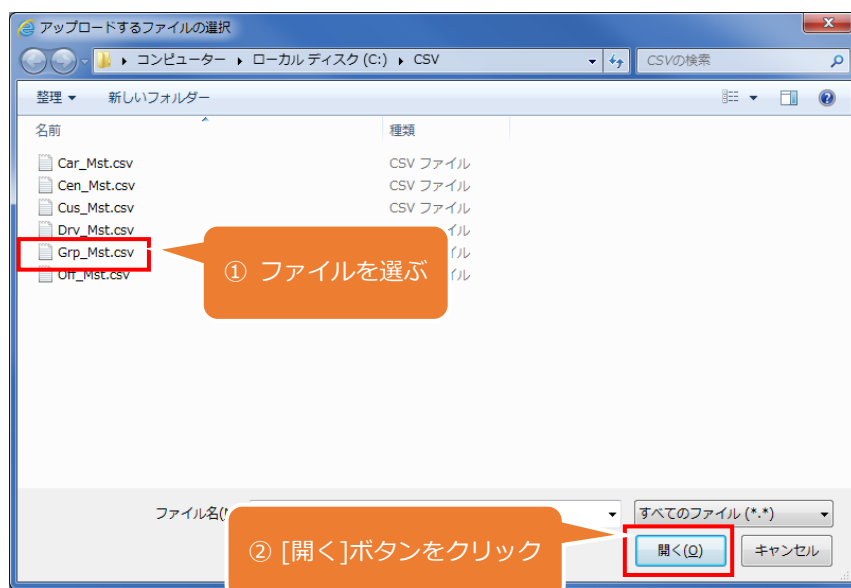 アップロードするファイルの選択
コンピューター ▸ ローカル ディスク (C:) ▸ CSV
CSVの検索
整理 ▼ 新しいフォルダー
名前 種類
Car_Mst.csv CSV ファイル
Cen_Mst.csv CSV ファイル
Cus_Mst.csv CSV ファイル
Drv_Mst.csv イル
Grp_Mst.csv イル
Off_Mst.csv イル
① ファイルを選ぶ
ファイル名(
すべてのファイル (*.*)
② [開く]ボタンをクリック
開く(O) キャンセル